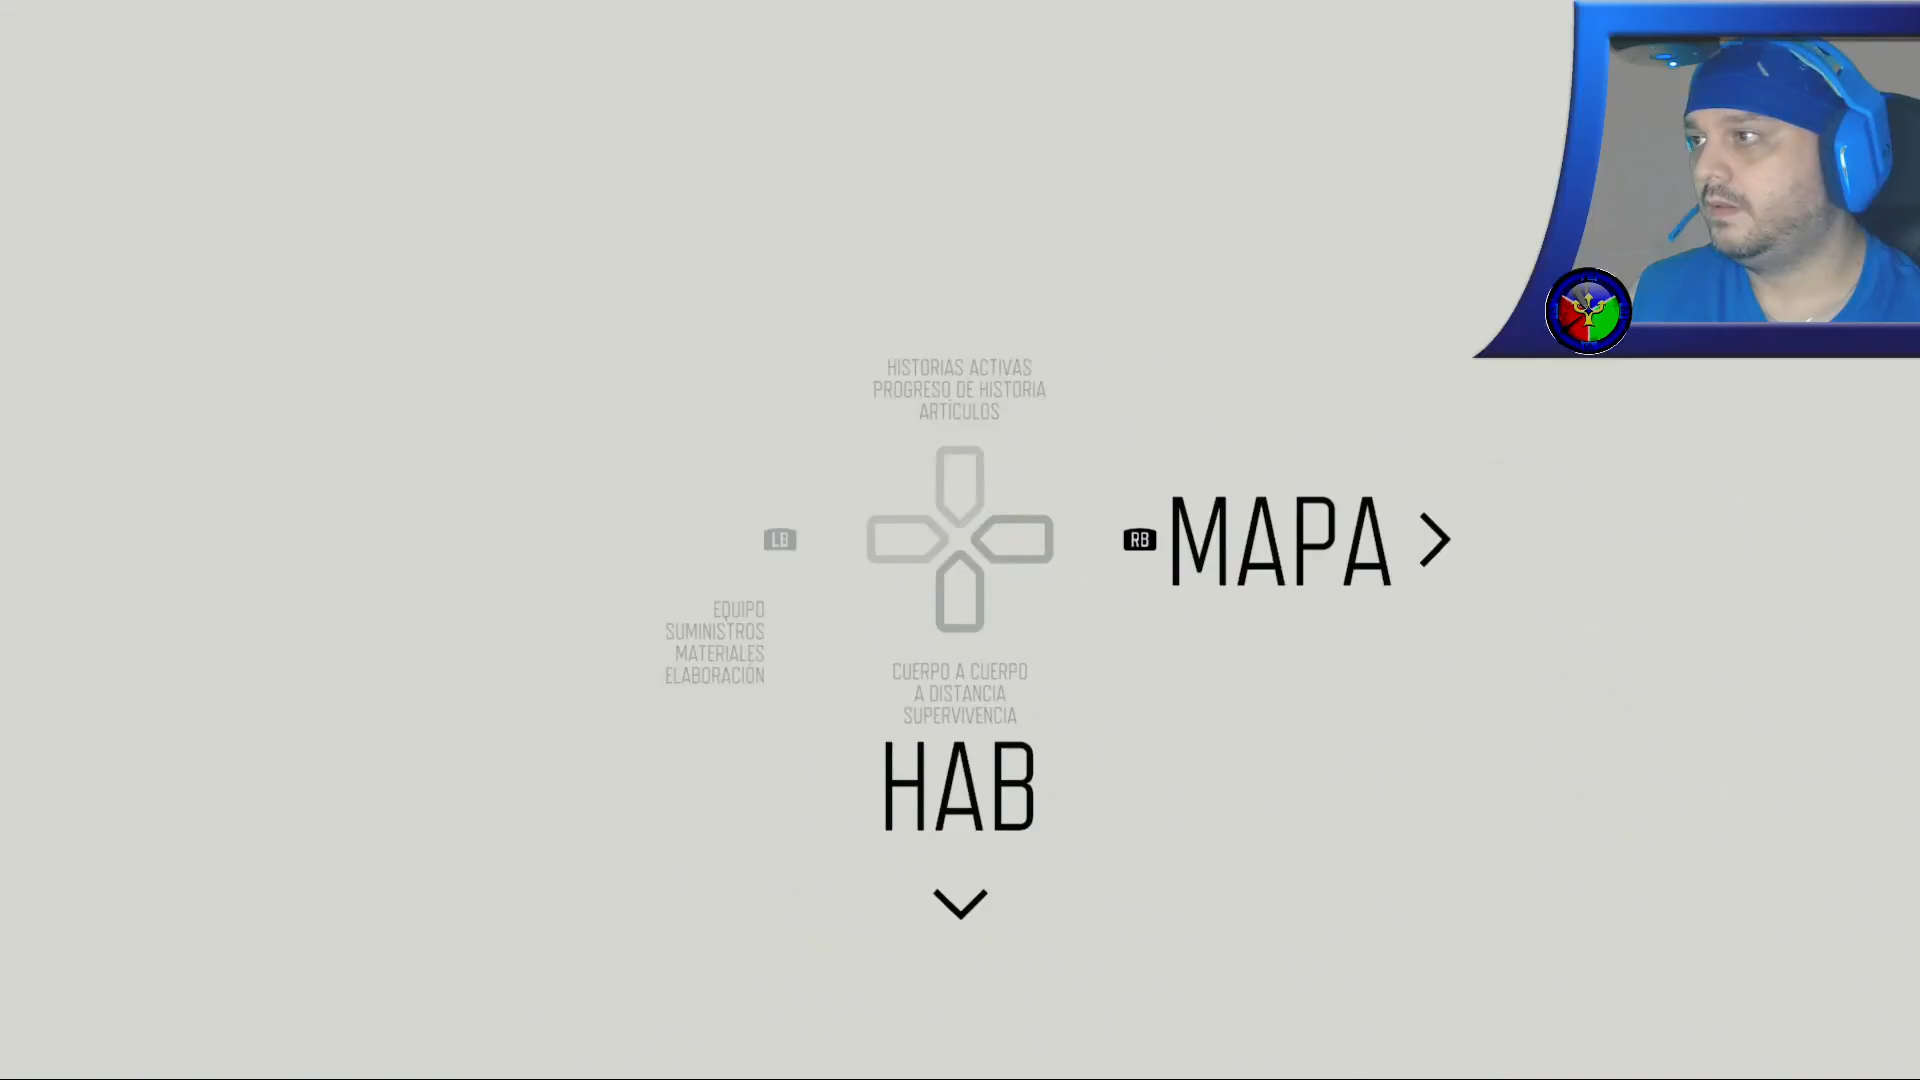 HISTORIAS ACTIVAS
PROGRESO DE HISTORIA
ARTÍCULOS
LB
RB
MAPA
EQUIPO
SUMINISTROS
MATERIALES
ELABORACIÓN
CUERPO A CUERPO
A DISTANCIA
SUPERVIVENCIA
HAB